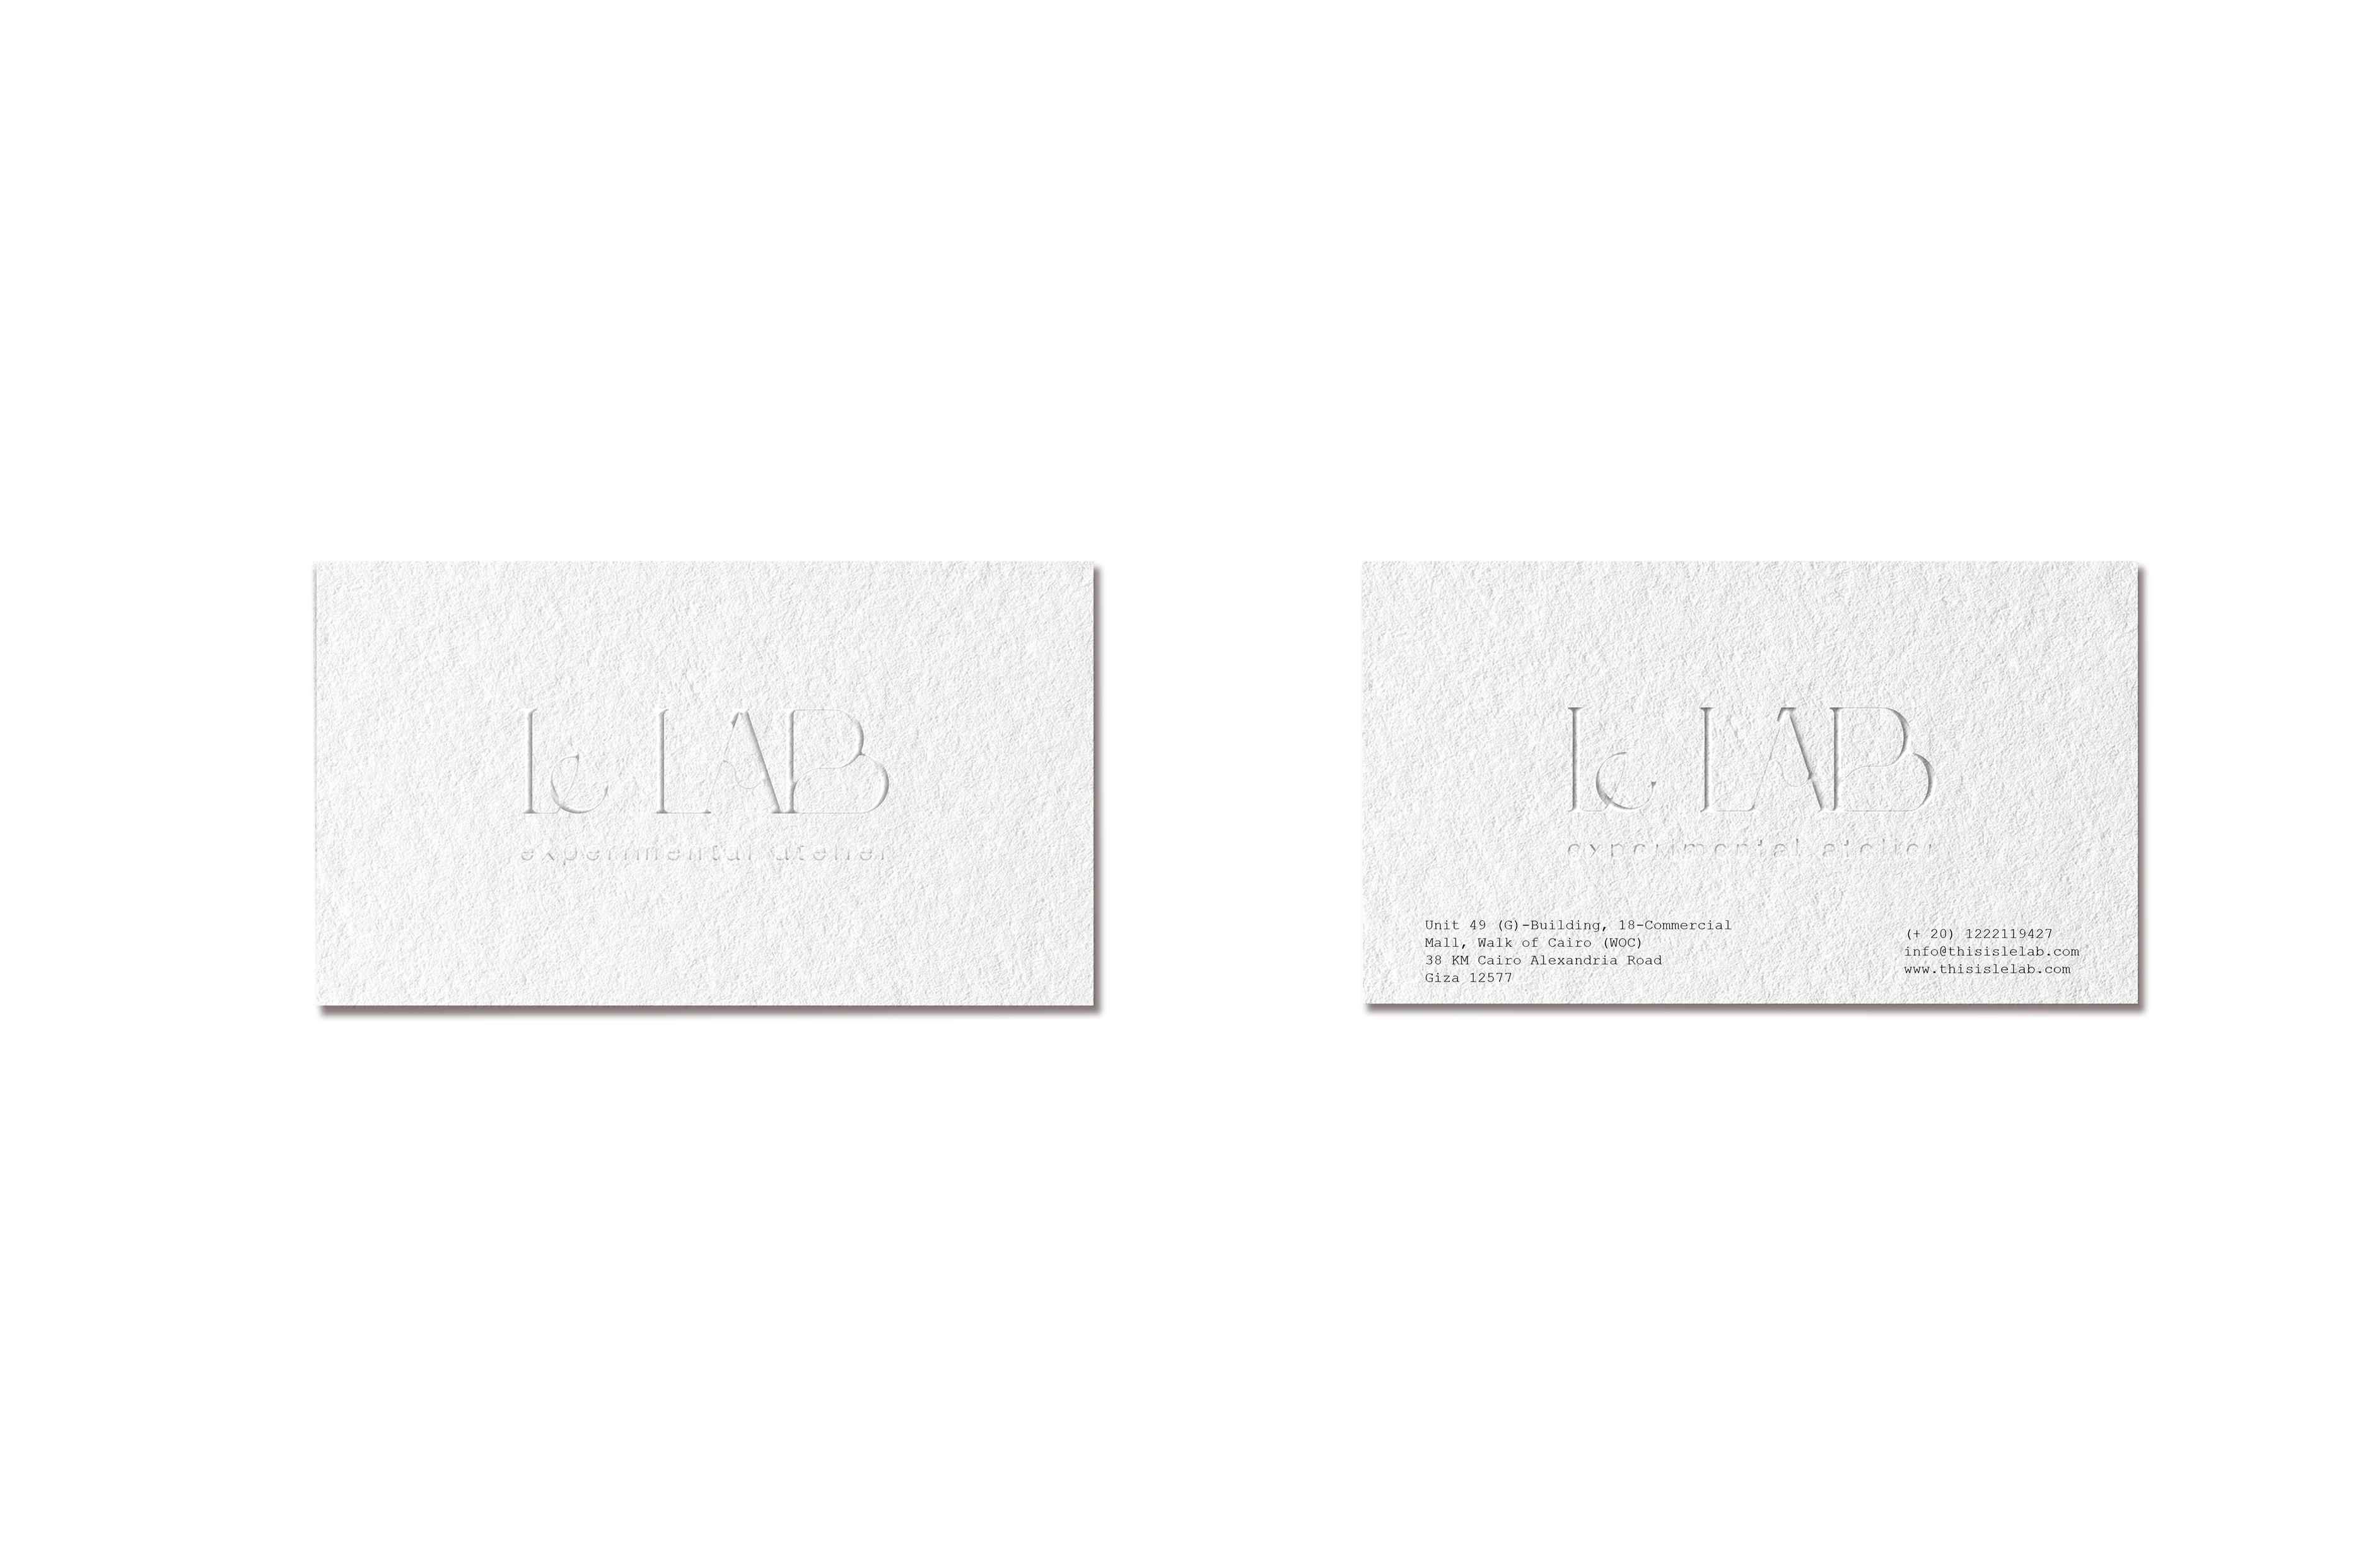 Le LAB
experimental atelier
Le LAB
experimental atelier
Unit 49 (G)-Building, 18-Commercial
Mall, Walk of Cairo (WOC)
38 KM Cairo Alexandria Road
Giza 12577
(+ 20) 1222119427
info@thisislelab.com
www.thisislelab.com